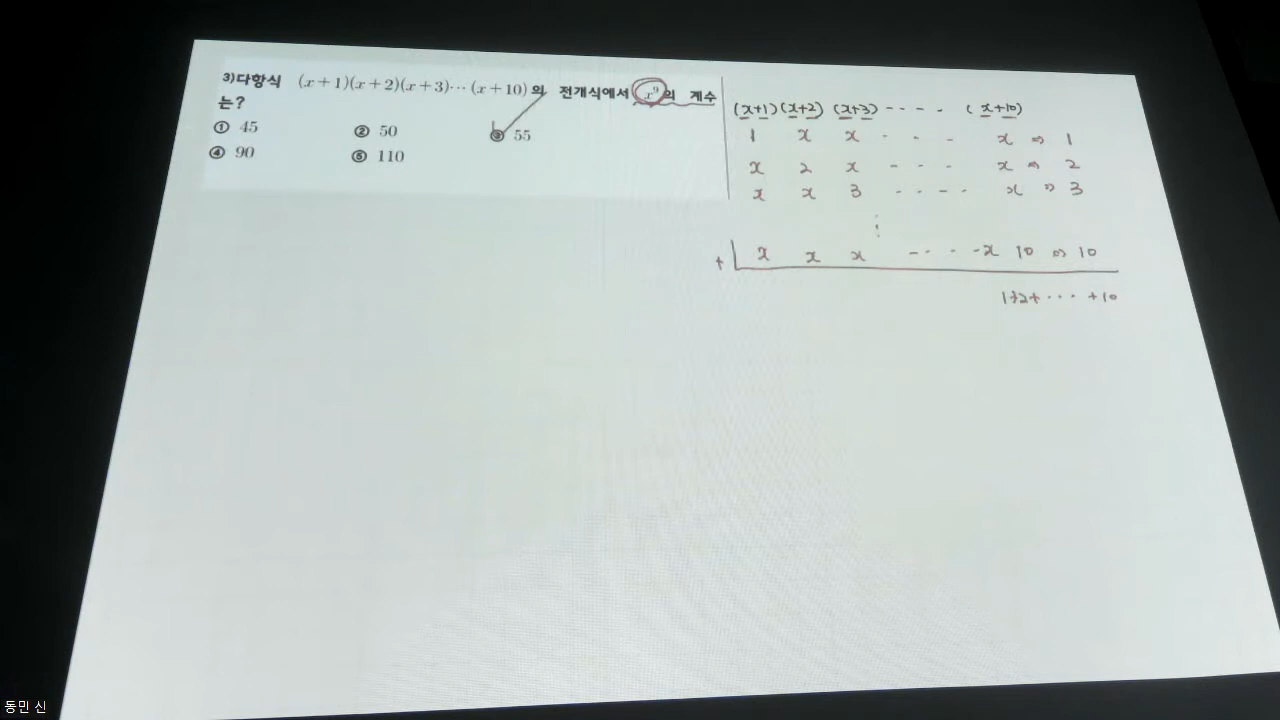 3)다항식 (x+1)(x+2)(x+3)⋯(x+10)의 전개식에서 x⁹의 계수
는?
① 45 ② 50 ③ 55
④ 90 ⑤ 110
(x+1)(x+2) (x+3) - - - - (x+10)
1 x x - - - x ⇒ 1
x 2 x - - - x ⇒ 2
x x 3 - - - - x ⇒ 3
⋮
+ x x x - - - - x 10 ⇒ 10
1+2+ ⋯ +10
동민 신